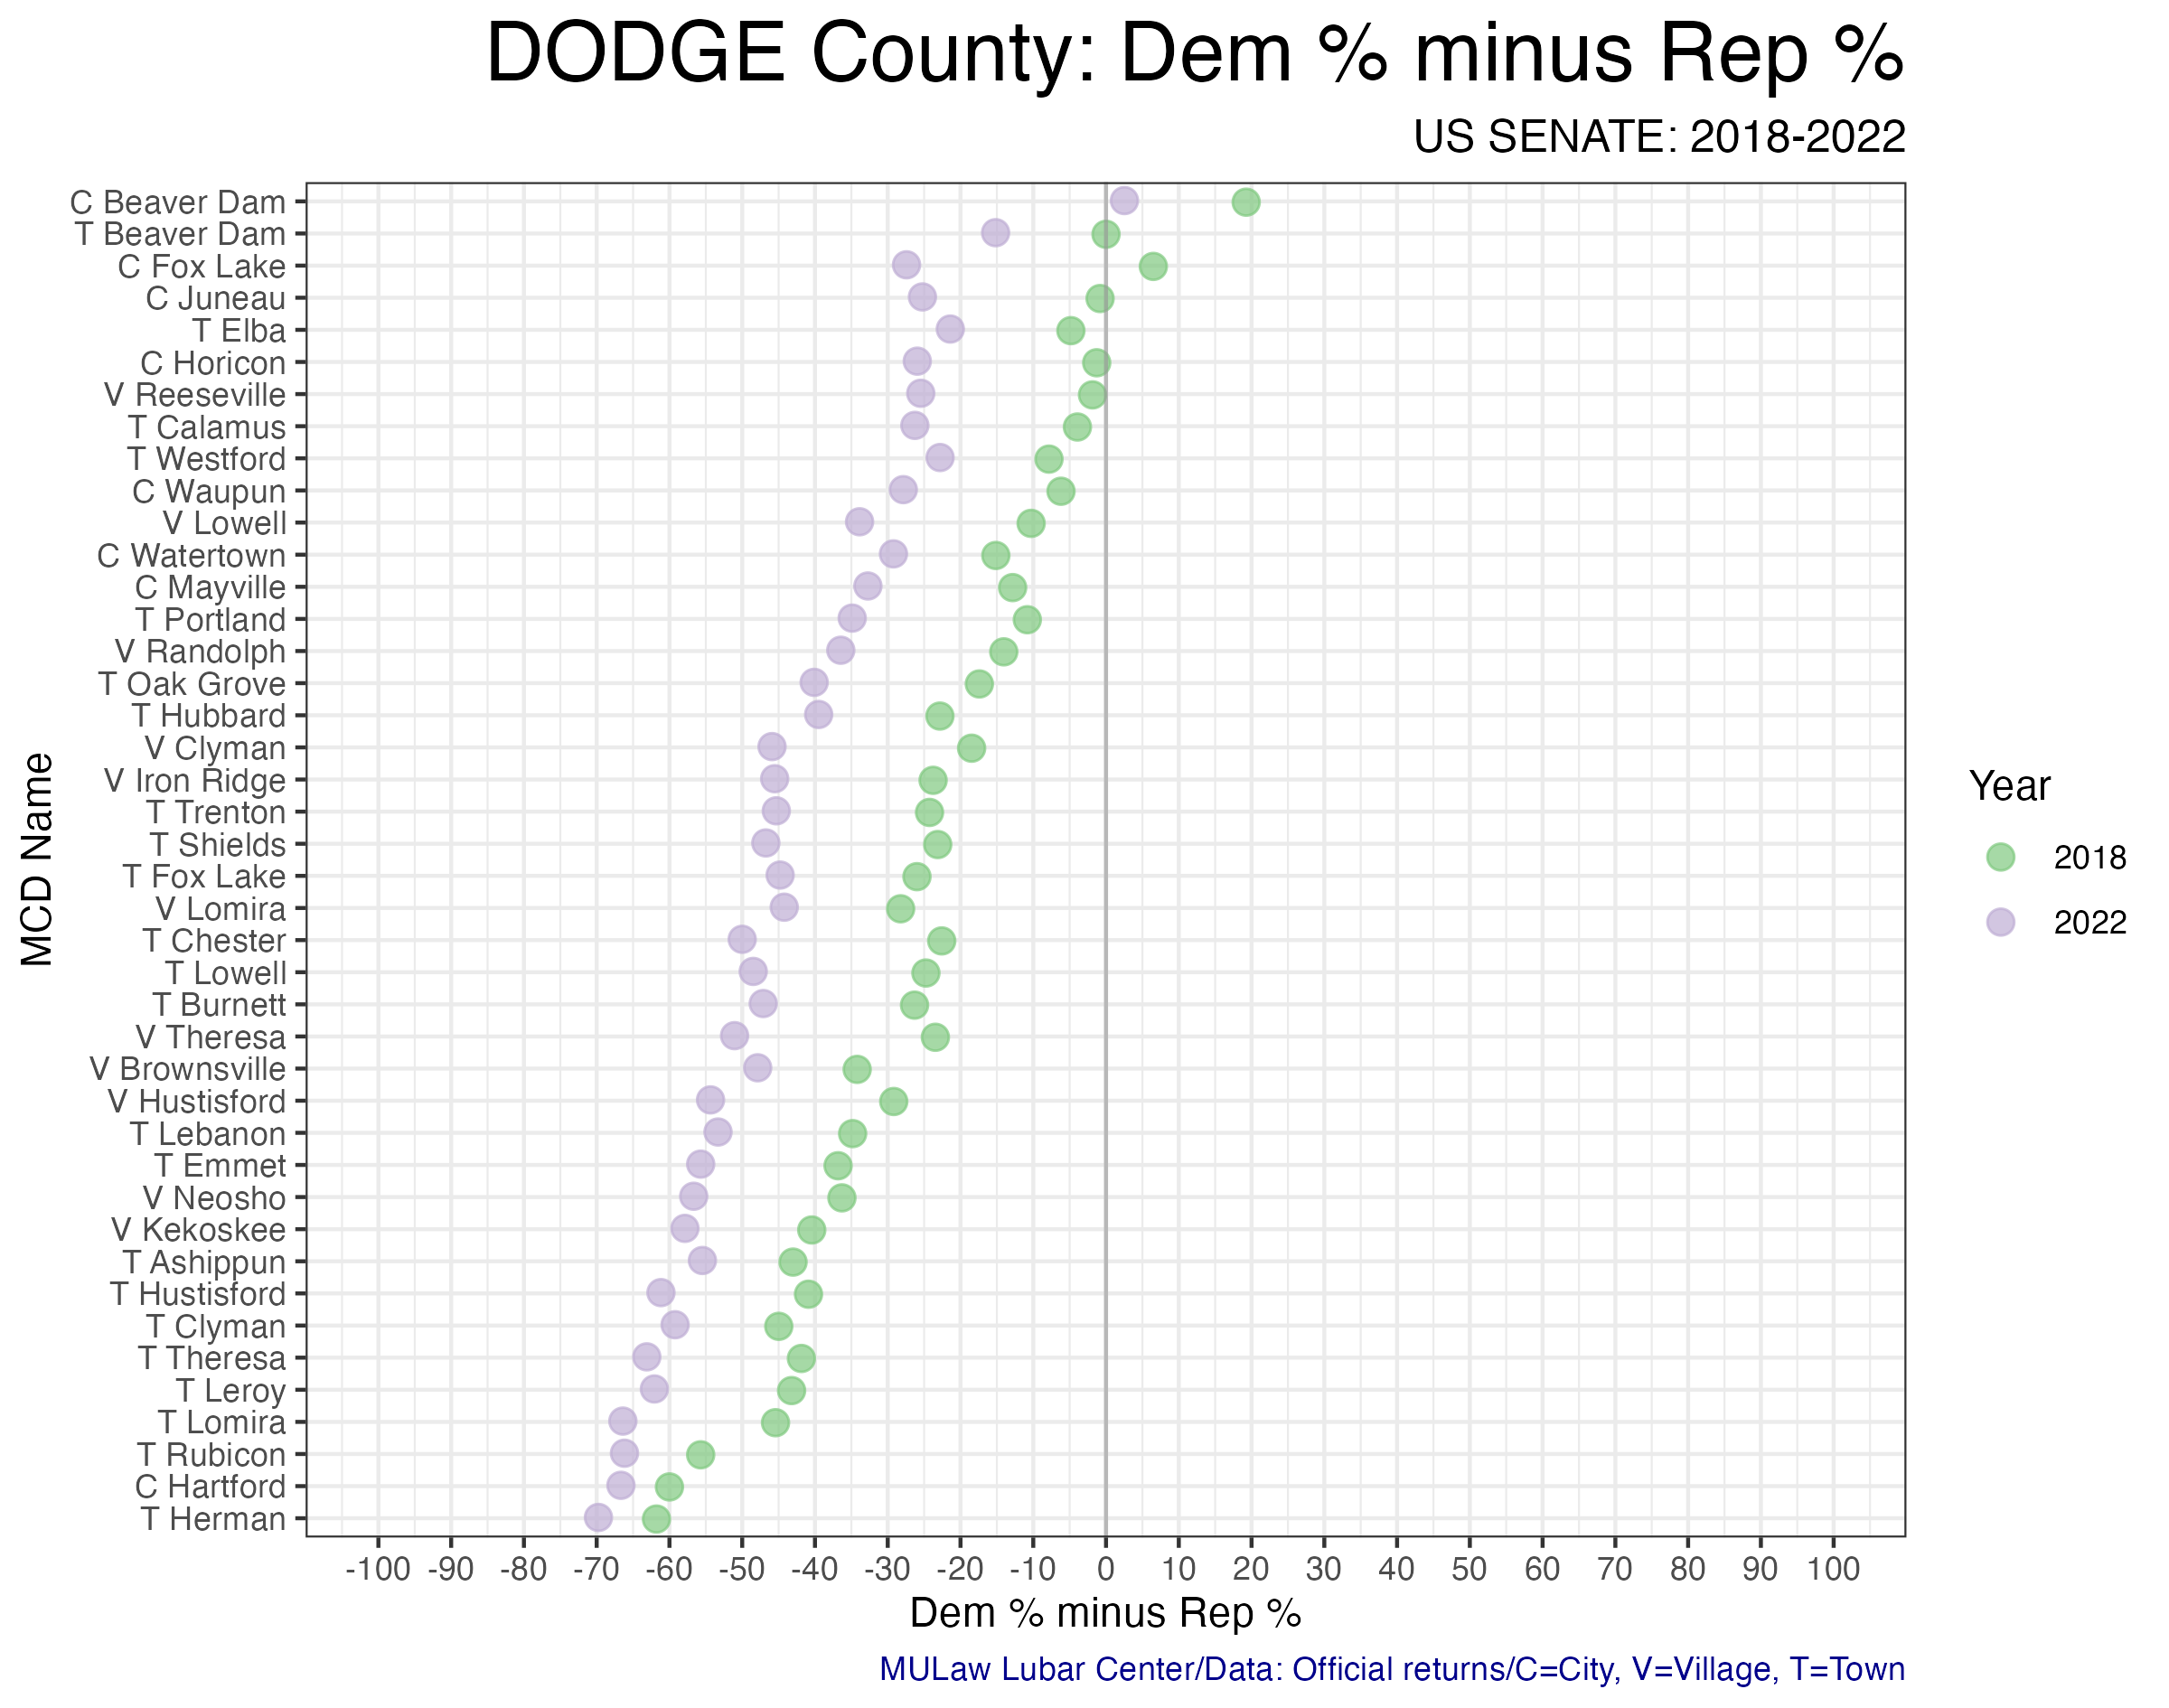 DODGE County: Dem % minus Rep %
US SENATE: 2018-2022
MCD Name
C Beaver Dam
T Beaver Dam
C Fox Lake
C Juneau
T Elba
C Horicon
V Reeseville
T Calamus
T Westford
C Waupun
V Lowell
C Watertown
C Mayville
T Portland
V Randolph
T Oak Grove
T Hubbard
V Clyman
V Iron Ridge
T Trenton
T Shields
T Fox Lake
V Lomira
T Chester
T Lowell
T Burnett
V Theresa
V Brownsville
V Hustisford
T Lebanon
T Emmet
V Neosho
V Kekoskee
T Ashippun
T Hustisford
T Clyman
T Theresa
T Leroy
T Lomira
T Rubicon
C Hartford
T Herman
-100 -90 -80 -70 -60 -50 -40 -30 -20 -10 0 10 20 30 40 50 60 70 80 90 100
Dem % minus Rep %
Year
2018
2022
MULaw Lubar Center/Data: Official returns/C=City, V=Village, T=Town